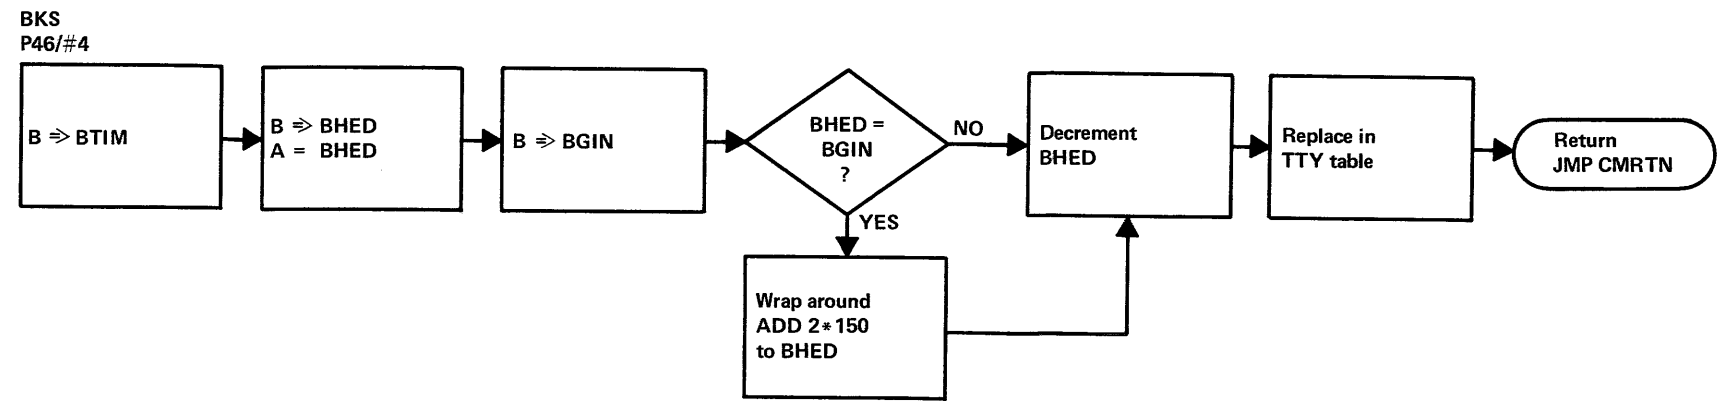 BKS
P46/#4
B => BTIM
B => BHED
A = BHED
B => BGIN
BHED =
BGIN
?
NO
YES
Wrap around
ADD 2*150
to BHED
Decrement
BHED
Replace in
TTY table
Return
JMP CMRTN